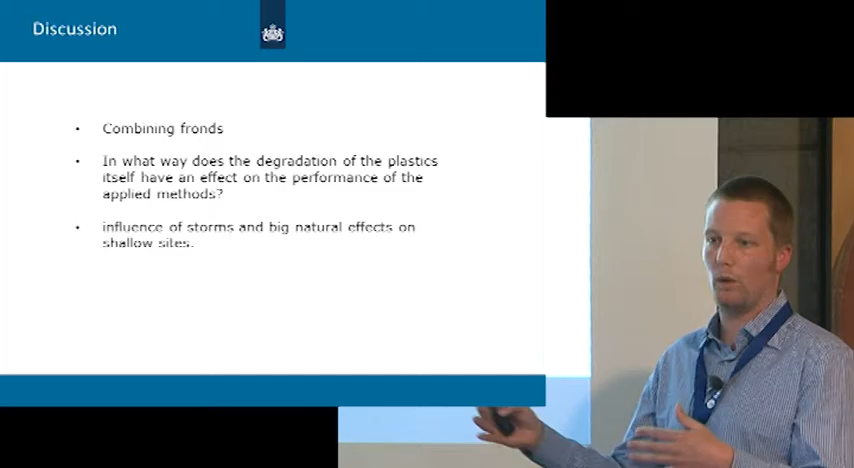 Discussion
• Combining fronds
• In what way does the degradation of the plastics
itself have an effect on the performance of the
applied methods?
• influence of storms and big natural effects on
shallow sites.